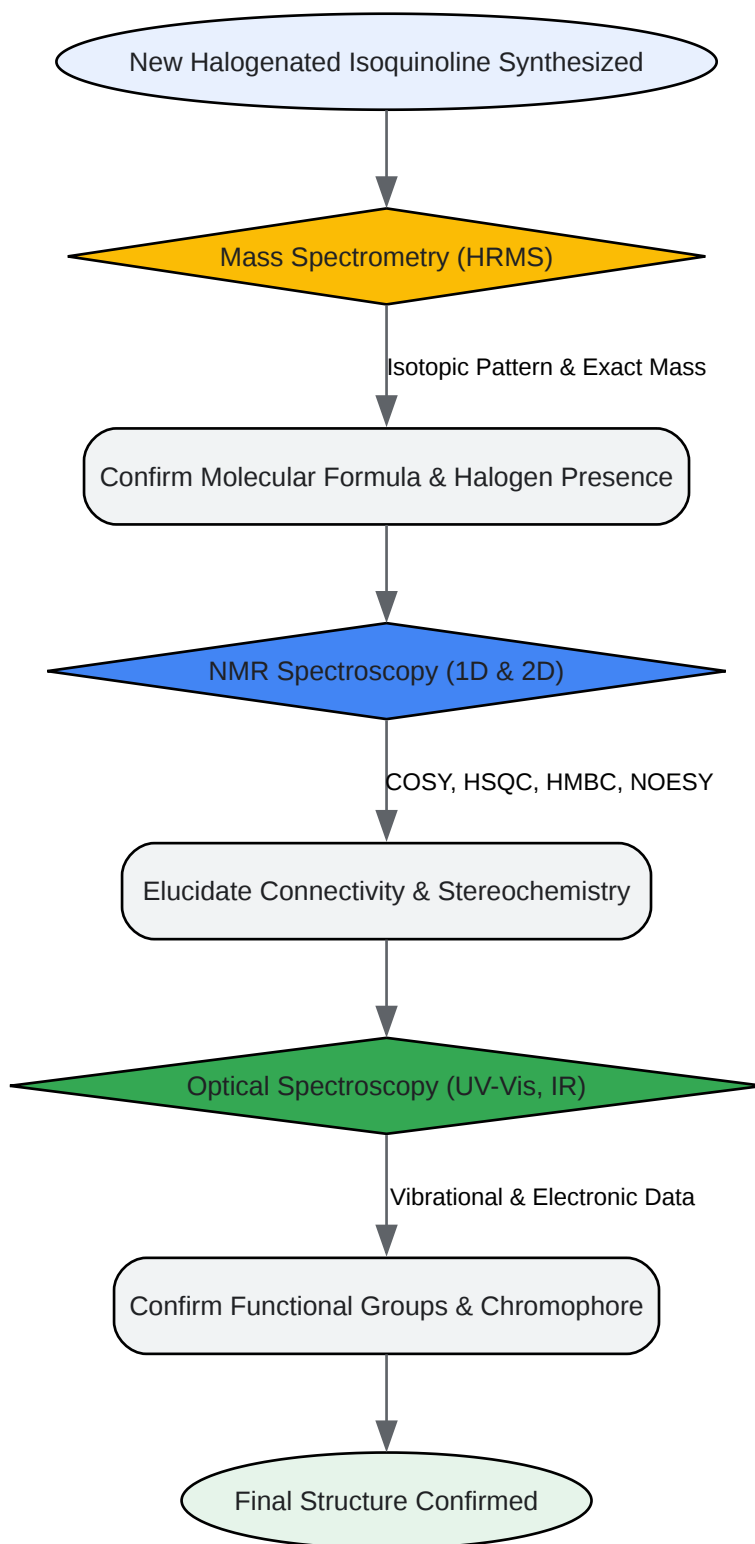 New Halogenated Isoquinoline Synthesized
Mass Spectrometry (HRMS)
Isotopic Pattern & Exact Mass
Confirm Molecular Formula & Halogen Presence
NMR Spectroscopy (1D & 2D)
COSY, HSQC, HMBC, NOESY
Elucidate Connectivity & Stereochemistry
Optical Spectroscopy (UV-Vis, IR)
Vibrational & Electronic Data
Confirm Functional Groups & Chromophore
Final Structure Confirmed